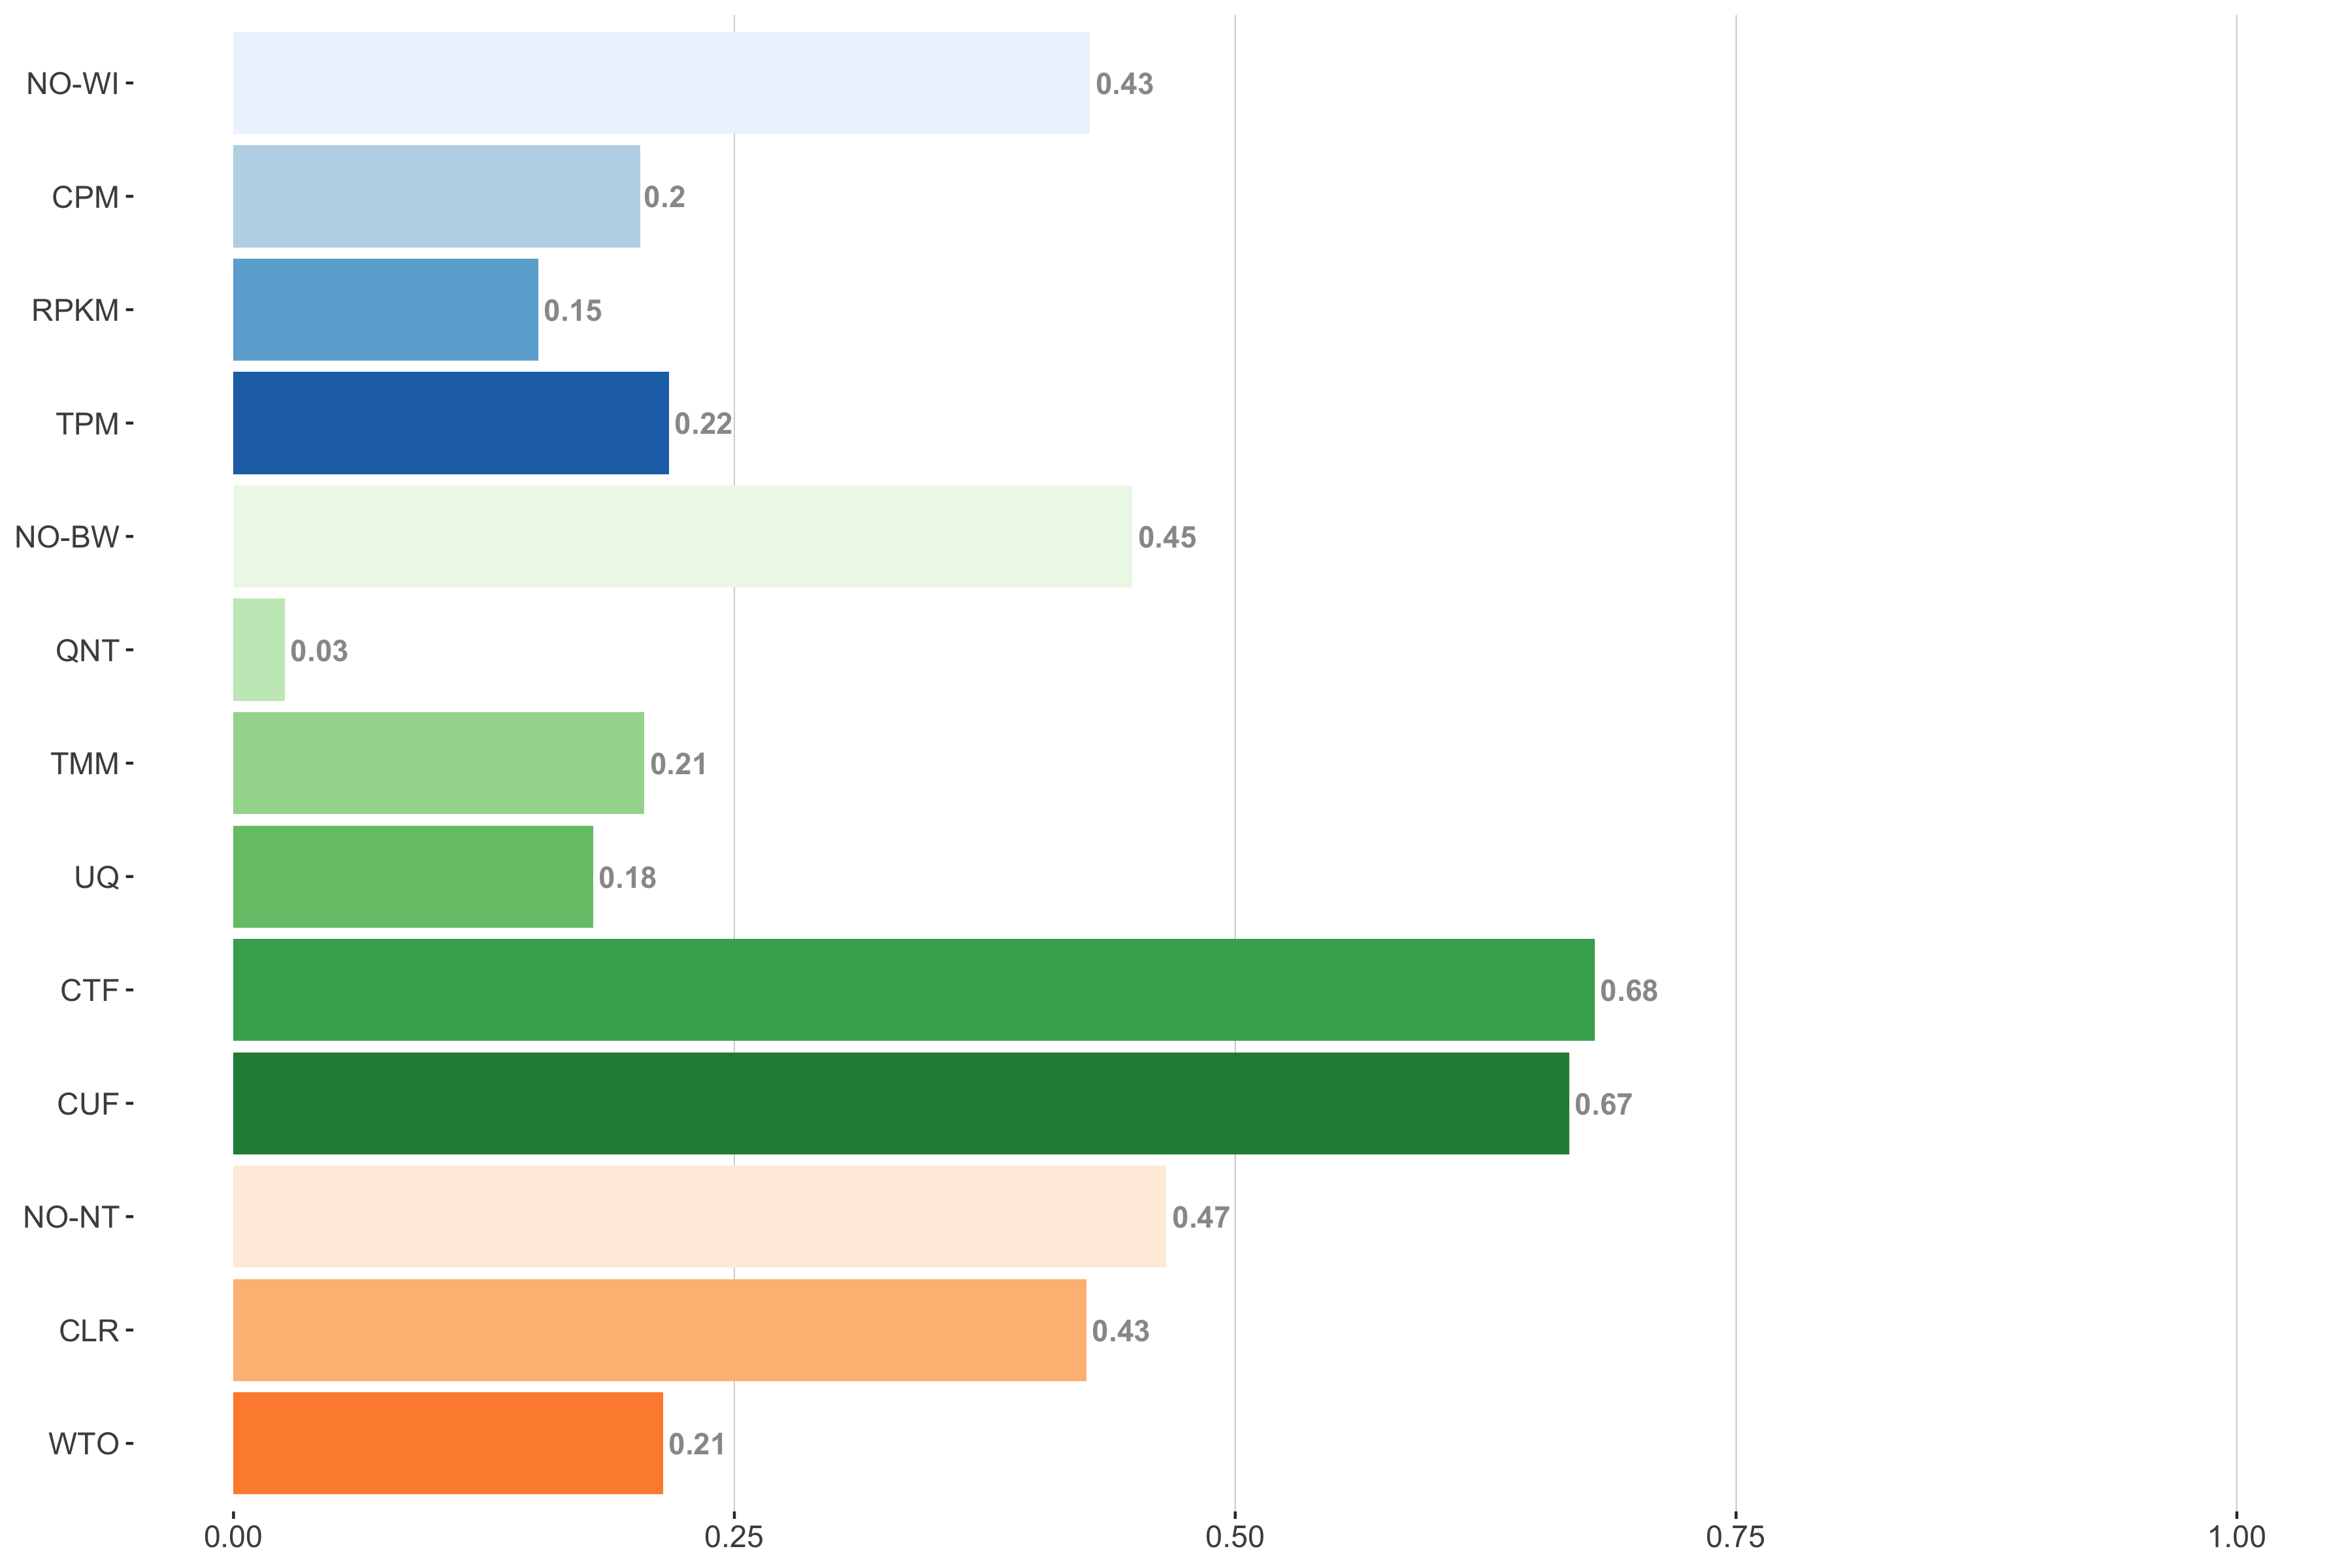 NO-WI 0.43
CPM 0.2
RPKM 0.15
TPM 0.22
NO-BW 0.45
QNT 0.03
TMM 0.21
UQ 0.18
CTF 0.68
CUF 0.67
NO-NT 0.47
CLR 0.43
WTO 0.21
0.00 0.25 0.50 0.75 1.00